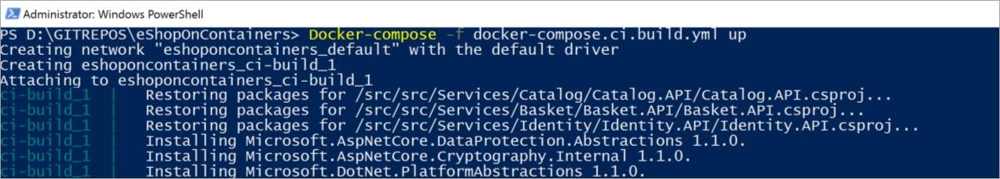 Administrator: Windows PowerShell
PS D:\GITREPOS\eShopOnContainers> Docker-compose -f docker-compose.ci.build.yml up
Creating network "eshoponcontainers_default" with the default driver
Creating eshoponcontainers_ci-build_1
Attaching to eshoponcontainers_ci-build_1
ci-build_1  |   Restoring packages for /src/src/Services/Catalog/Catalog.API/Catalog.API.csproj...
ci-build_1  |   Restoring packages for /src/src/Services/Basket/Basket.API/Basket.API.csproj...
ci-build_1  |   Restoring packages for /src/src/Services/Identity/Identity.API/Identity.API.csproj...
ci-build_1  |   Installing Microsoft.AspNetCore.DataProtection.Abstractions 1.1.0.
ci-build_1  |   Installing Microsoft.AspNetCore.Cryptography.Internal 1.1.0.
ci-build_1  |   Installing Microsoft.DotNet.PlatformAbstractions 1.1.0.